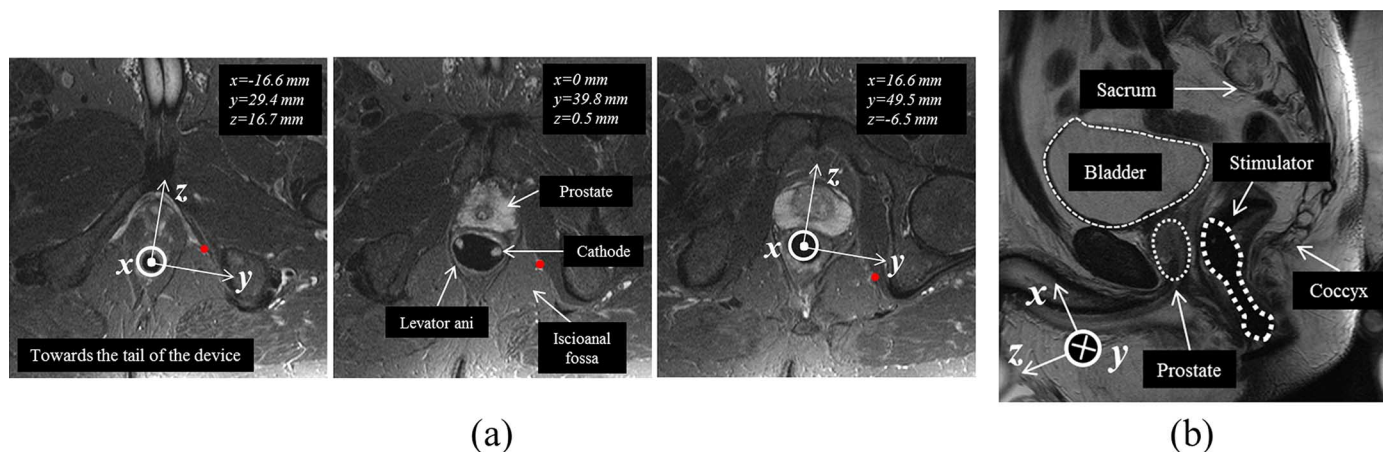 x=-16.6 mm
y=29.4 mm
z=16.7 mm
z
x
y
Towards the tail of the device
x=0 mm
y=39.8 mm
z=0.5 mm
Prostate
Cathode
Levator ani
Iscioanal
fossa
x=16.6 mm
y=49.5 mm
z=-6.5 mm
z
x
y
(a)
Sacrum
Stimulator
Bladder
Coccyx
x
z
y
Prostate
(b)